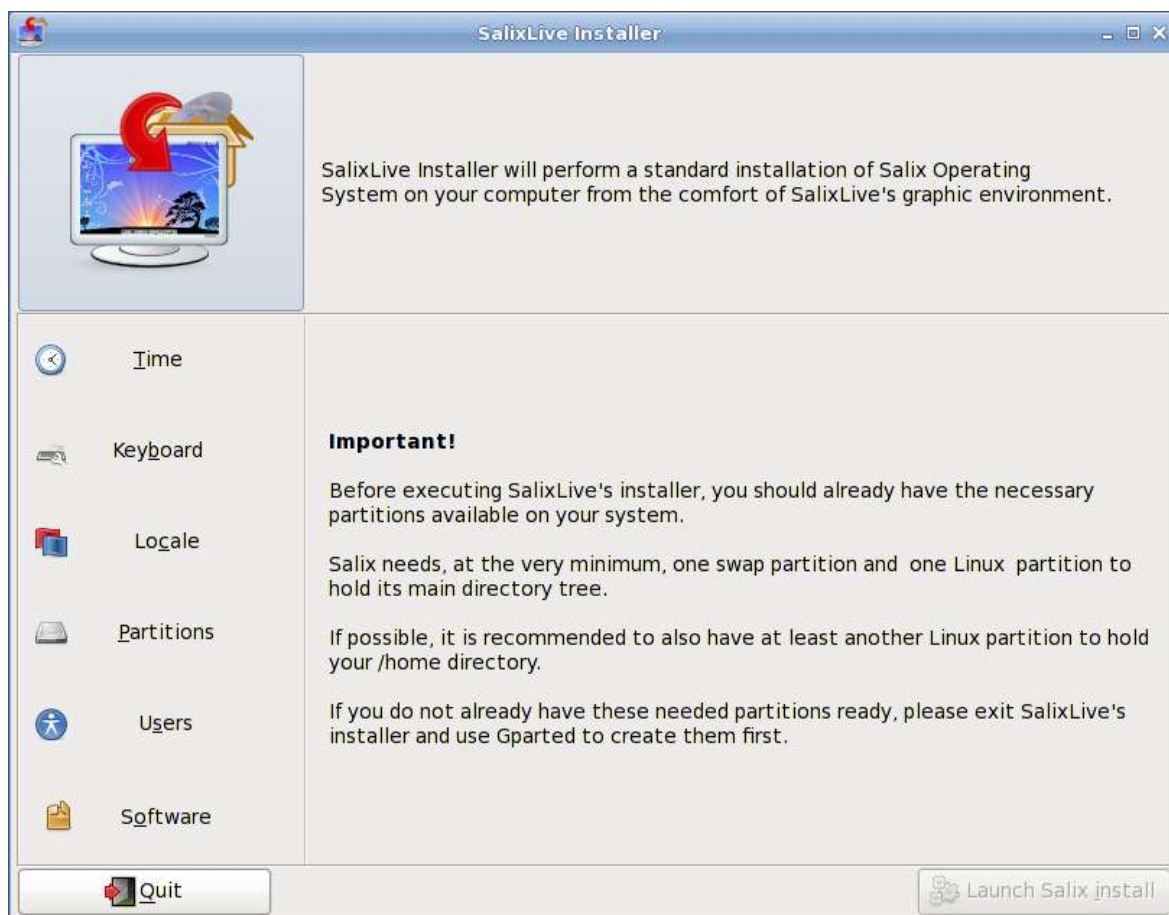 SalixLive Installer
SalixLive Installer will perform a standard installation of Salix Operating
System on your computer from the comfort of SalixLive's graphic environment.
Time
Keyboard
Locale
Partitions
Users
Software
Important!
Before executing SalixLive's installer, you should already have the necessary
partitions available on your system.
Salix needs, at the very minimum, one swap partition and  one Linux  partition to
hold its main directory tree.
If possible, it is recommended to also have at least another Linux partition to hold
your /home directory.
If you do not already have these needed partitions ready, please exit SalixLive's
installer and use Gparted to create them first.
Quit
Launch Salix install